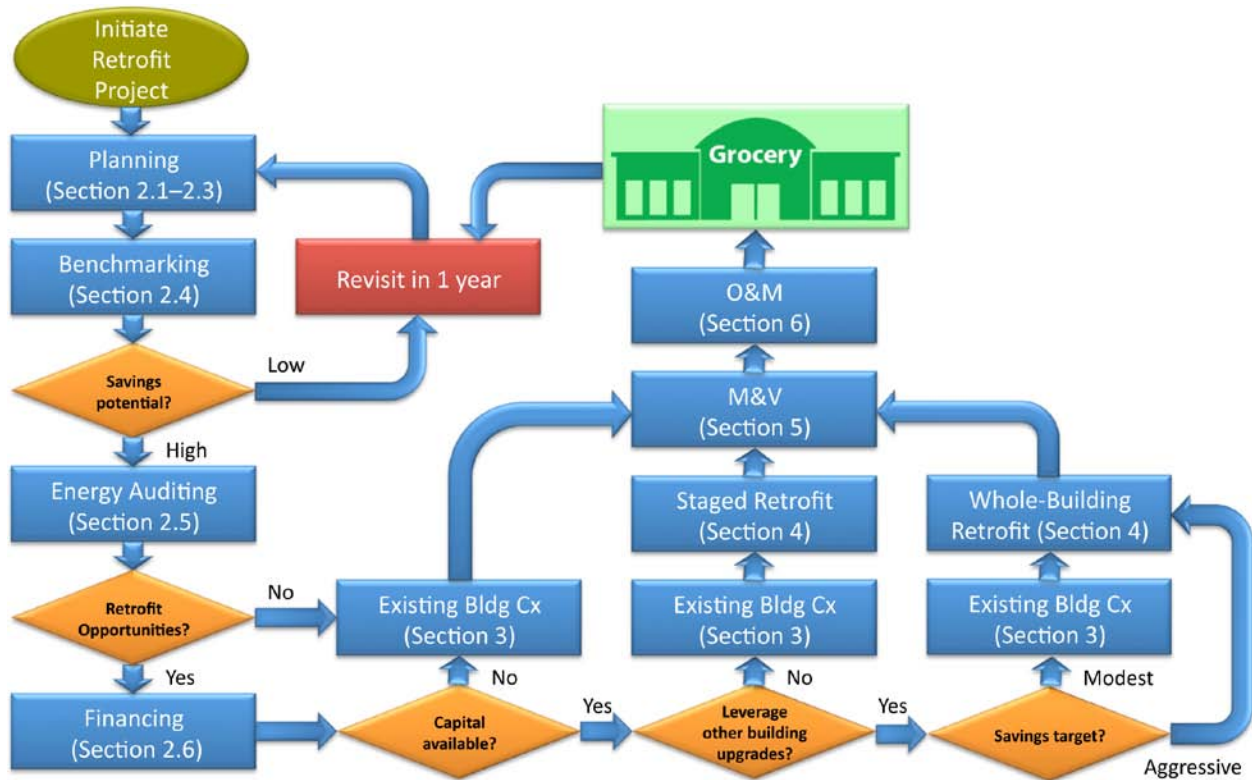 Initiate
Retrofit
Project
Planning
(Section 2.1–2.3)
Benchmarking
(Section 2.4)
Savings
potential?
Low
High
Revisit in 1 year
Energy Auditing
(Section 2.5)
Retrofit
Opportunities?
No
Yes
Financing
(Section 2.6)
Existing Bldg Cx
(Section 3)
No
Capital
available?
Yes
Grocery
O&M
(Section 6)
M&V
(Section 5)
Staged Retrofit
(Section 4)
Existing Bldg Cx
(Section 3)
No
Leverage
other building
upgrades?
Yes
Whole-Building
Retrofit (Section 4)
Existing Bldg Cx
(Section 3)
Modest
Savings target?
Aggressive